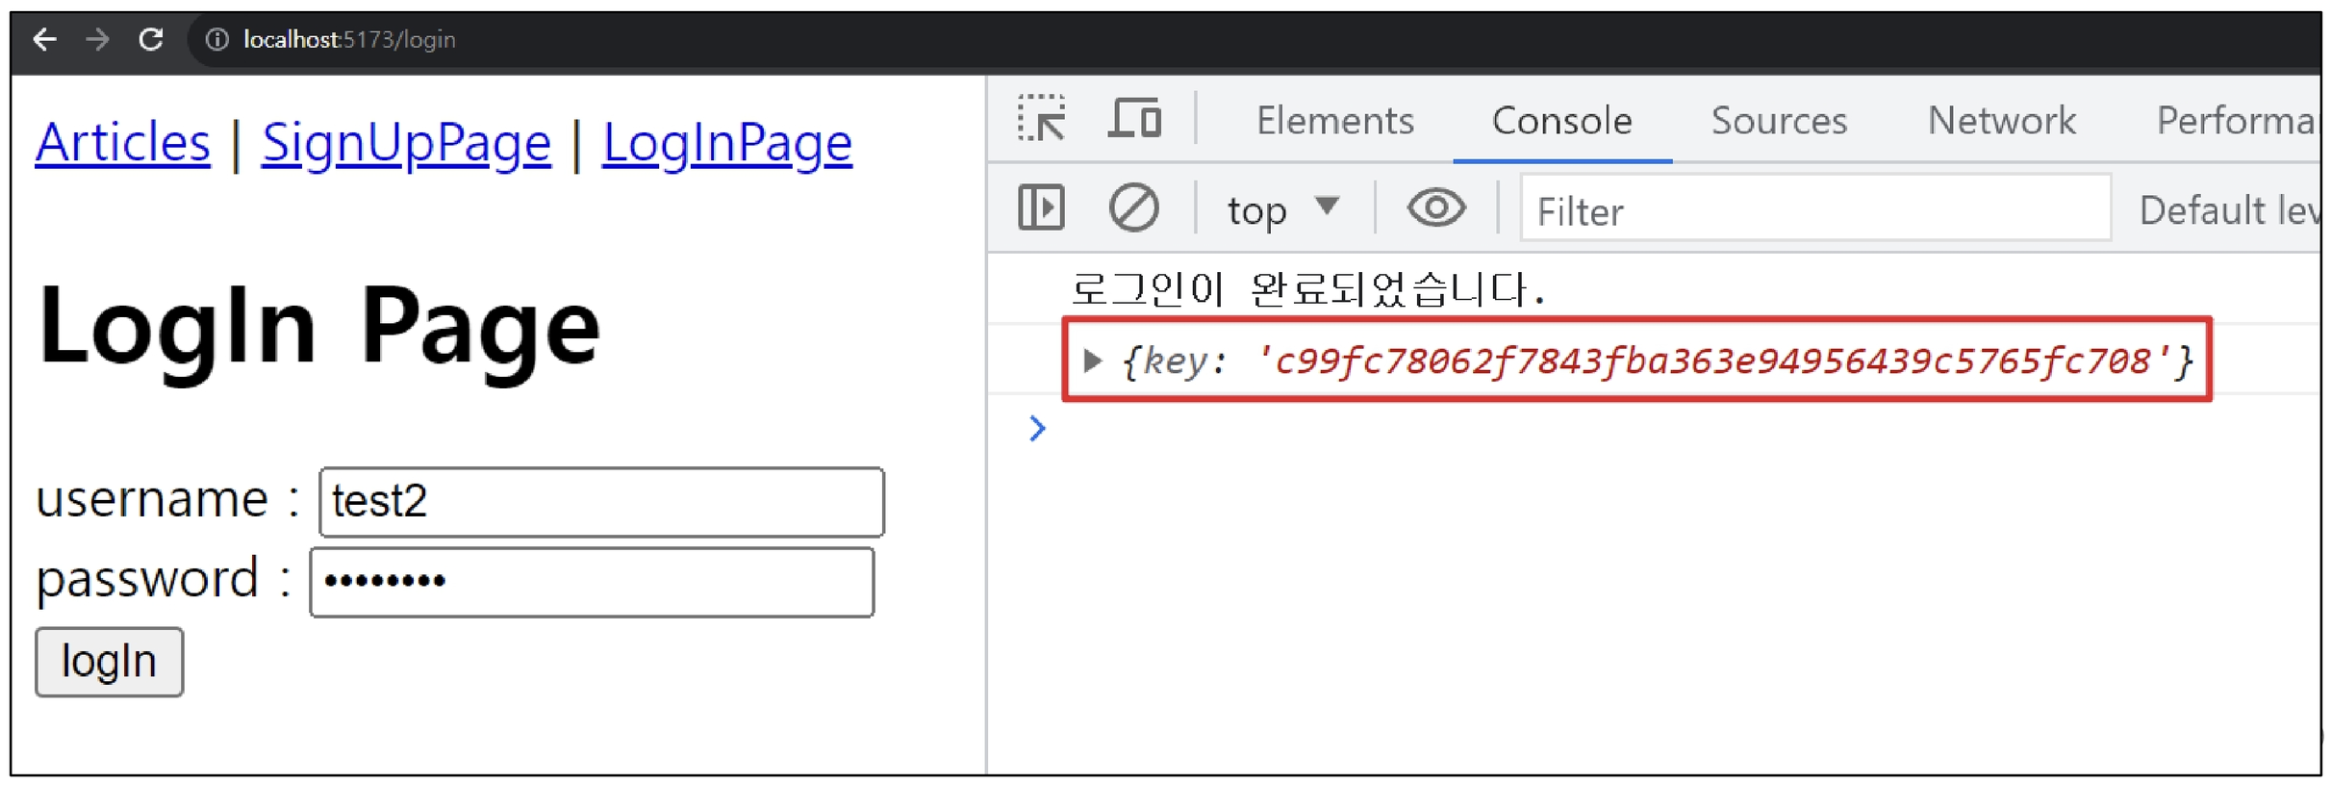 localhost:5173/login
Articles | SignUpPage | LogInPage
LogIn Page
username : test2
password : ••••••••
logIn
Elements Console Sources Network Performa
top Filter Default lev
로그인이 완료되었습니다.
{key: 'c99fc78062f7843fba363e94956439c5765fc708'}